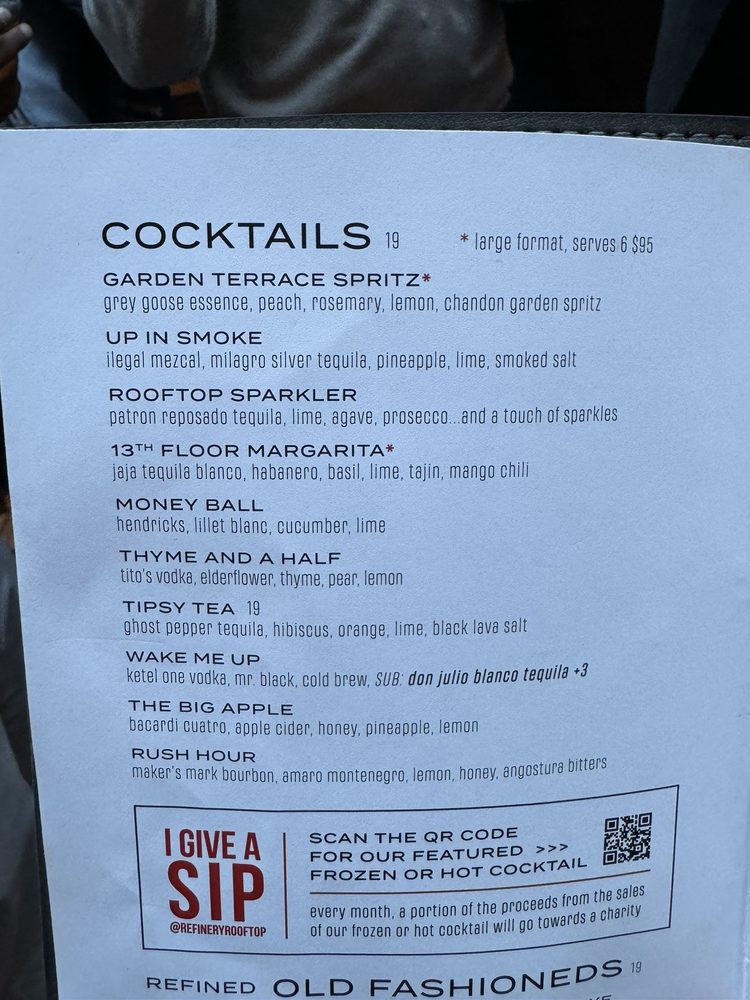 COCKTAILS 19 * large format, serves 6 $95
GARDEN TERRACE SPRITZ*
grey goose essence, peach, rosemary, lemon, chandon garden spritz
UP IN SMOKE
ilegal mezcal, milagro silver tequila, pineapple, lime, smoked salt
ROOFTOP SPARKLER
patron reposado tequila, lime, agave, prosecco...and a touch of sparkles
13TH FLOOR MARGARITA*
jaja tequila blanco, habanero, basil, lime, tajin, mango chili
MONEY BALL
hendricks, lillet blanc, cucumber, lime
THYME AND A HALF
tito's vodka, elderflower, thyme, pear, lemon
TIPSY TEA 19
ghost pepper tequila, hibiscus, orange, lime, black lava salt
WAKE ME UP
ketel one vodka, mr. black, cold brew, SUB: don julio blanco tequila +3
THE BIG APPLE
bacardi cuatro, apple cider, honey, pineapple, lemon
RUSH HOUR
maker's mark bourbon, amaro montenegro, lemon, honey, angostura bitters
I GIVE A
SIP
@REFINERYROOFTOP
SCAN THE QR CODE
FOR OUR FEATURED >>>
FROZEN OR HOT COCKTAIL
every month, a portion of the proceeds from the sales
of our frozen or hot cocktail will go towards a charity
REFINED OLD FASHIONEDS 19